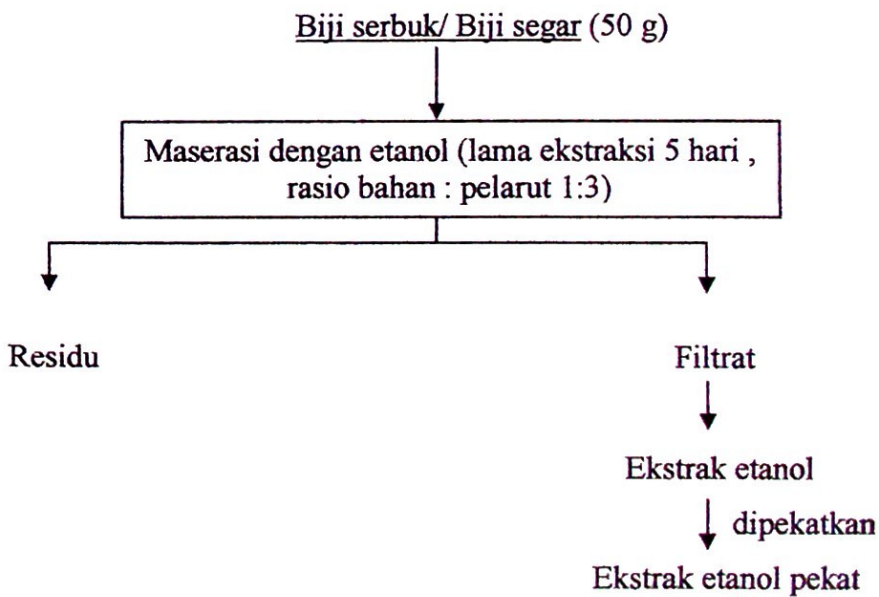 Biji serbuk/ Biji segar (50 g)
Maserasi dengan etanol (lama ekstraksi 5 hari ,
rasio bahan : pelarut 1:3)
Residu
Filtrat
Ekstrak etanol
dipekatkan
Ekstrak etanol pekat